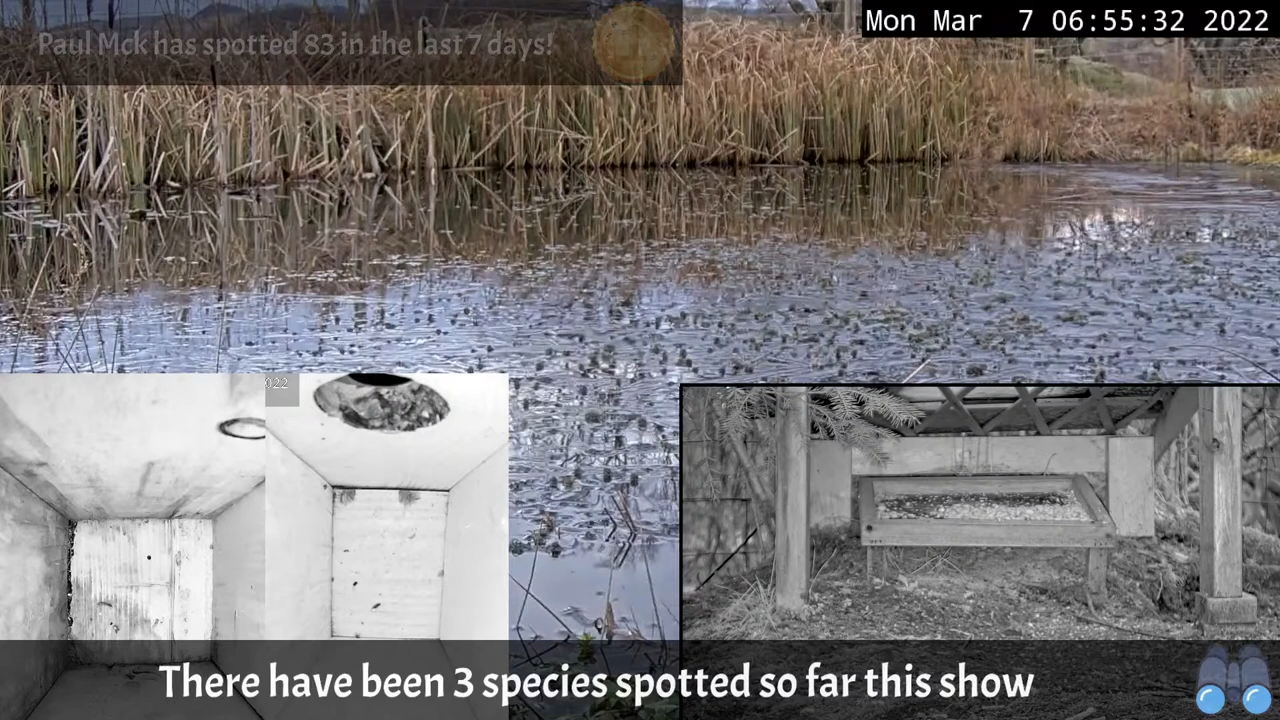 Paul Mck has spotted 83 in the last 7 days!
Mon Mar 7 06:55:32 2022
022
There have been 3 species spotted so far this show